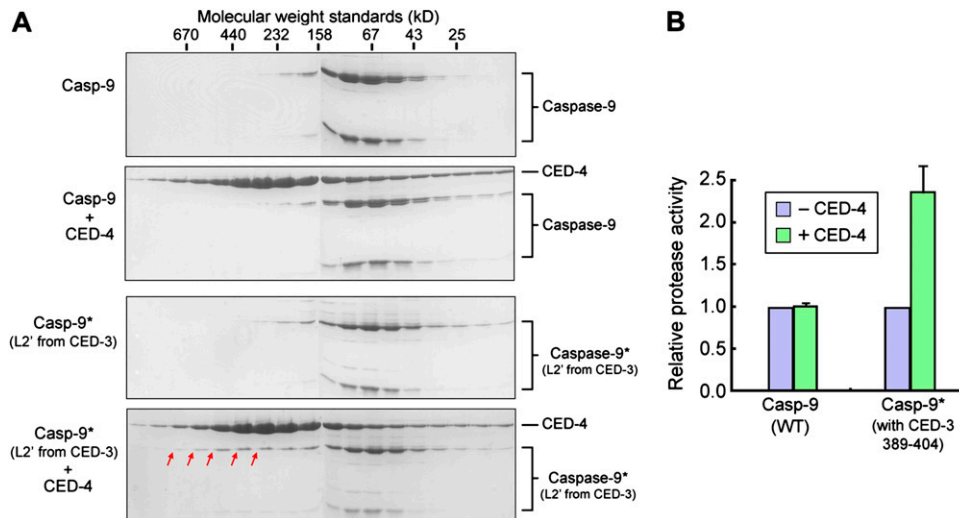 A
Molecular weight standards (kD)
670 440 232 158 67 43 25
Casp-9
Caspase-9
CED-4
Casp-9
+
CED-4
Caspase-9
Casp-9*
(L2' from CED-3)
Caspase-9*
(L2' from CED-3)
CED-4
Casp-9*
(L2' from CED-3)
+
CED-4
Caspase-9*
(L2' from CED-3)
B
Relative protease activity
2.5
2.0
1.5
1.0
0.5
0.0
– CED-4
+ CED-4
Casp-9
(WT)
Casp-9*
(with CED-3
389-404)